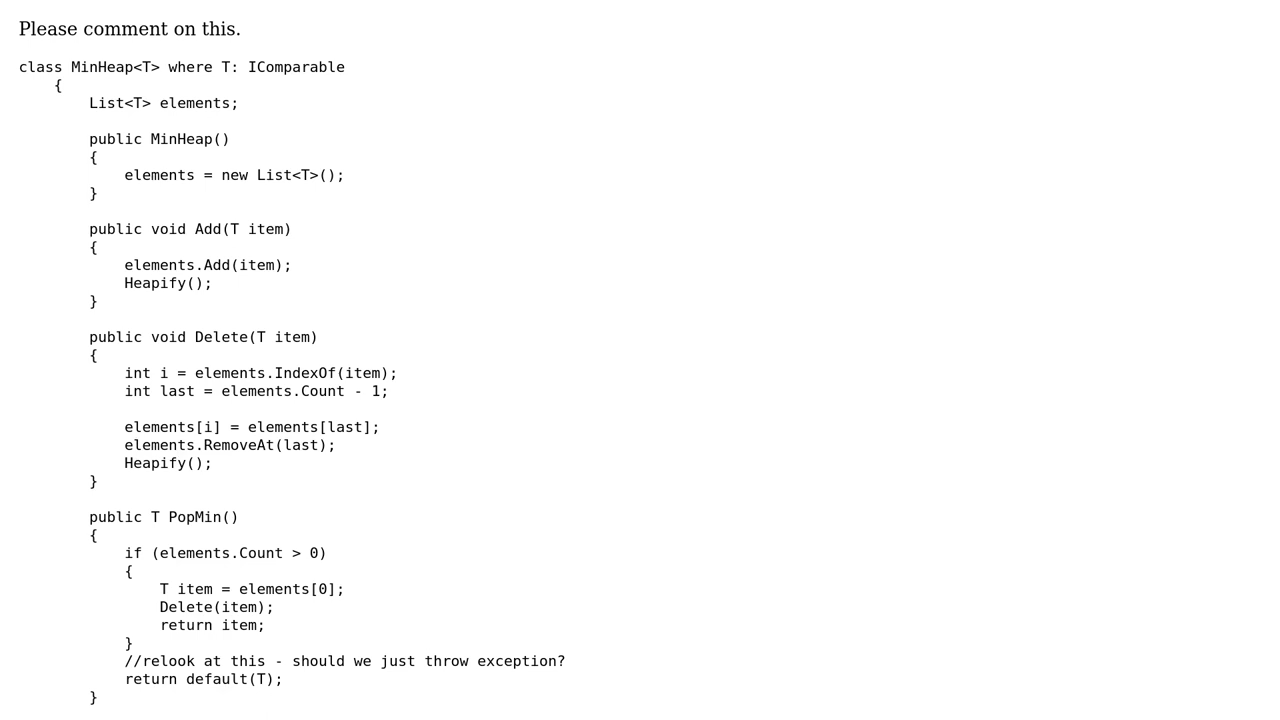 Please comment on this.
class MinHeap<T> where T: IComparable
    {
        List<T> elements;

        public MinHeap()
        {
            elements = new List<T>();
        }

        public void Add(T item)
        {
            elements.Add(item);
            Heapify();
        }

        public void Delete(T item)
        {
            int i = elements.IndexOf(item);
            int last = elements.Count - 1;

            elements[i] = elements[last];
            elements.RemoveAt(last);
            Heapify();
        }

        public T PopMin()
        {
            if (elements.Count > 0)
            {
                T item = elements[0];
                Delete(item);
                return item;
            }
            //relook at this - should we just throw exception?
            return default(T);
        }